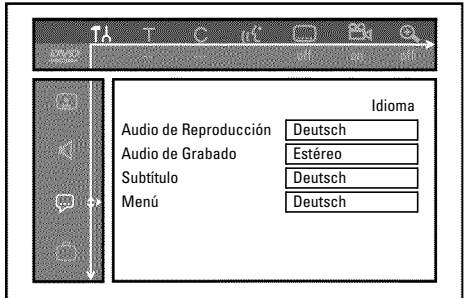 T C
DVD off on off
Idioma
Audio de Reproducción Deutsch
Audio de Grabado Estéreo
Subtítulo Deutsch
Menú Deutsch